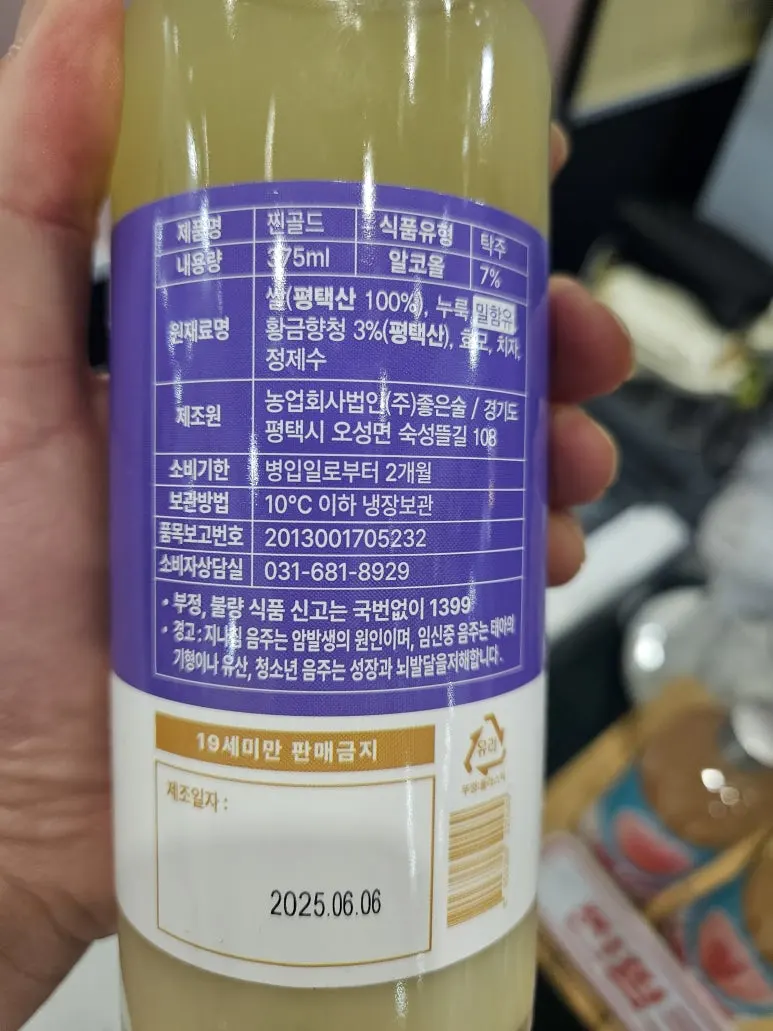 제품명 찐골드 식품유형 탁주
내용량 375ml 알코올 7%
원재료명 쌀(평택산 100%), 누룩, 밀함유
황금향청 3%(평택산), 효모, 치자,
정제수
제조원 농업회사법인(주)좋은술 / 경기도
평택시 오성면 숙성뜰길 108
소비기한 병입일로부터 2개월
보관방법 10°C 이하 냉장보관
품목보고번호 2013001705232
소비자상담실 031-681-8929
• 부정, 불량 식품 신고는 국번없이 1399
• 경고 : 지나친 음주는 암발생의 원인이며, 임신중 음주는 태아의
기형이나 유산, 청소년 음주는 성장과 뇌발달을저해합니다.
19세미만 판매금지
유리
제조일자 :
2025.06.06